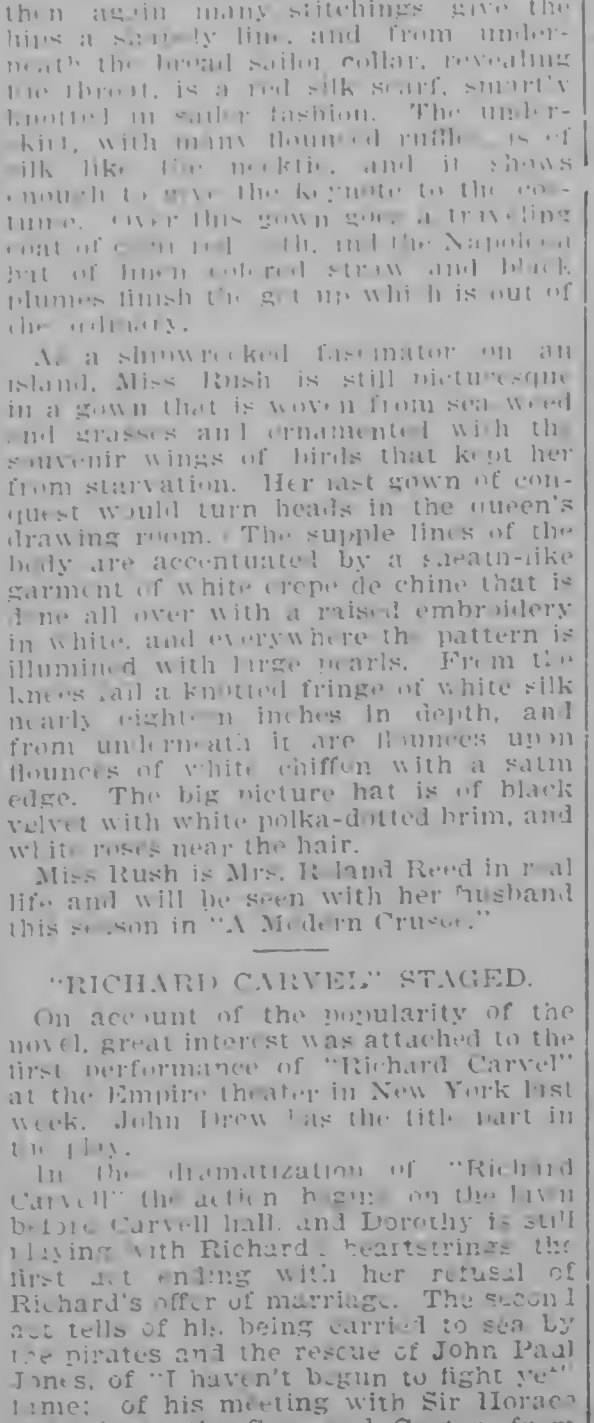 then again many stitchings give the
hips a shapely line, and from under-
neath the broad sailor collar, revealing
the throat, is a red silk scarf, smartly
knotted in sailor fashion. The under-
skirt, with many flounced ruffles, is of
silk like the necktie, and it shows
enough to give the keynote to the cos-
tume. Over this gown goes a traveling
coat of red cloth, and the Napoleon
hat of linen colored straw and black
plumes finish the get up which is out of
the ordinary.
As a shipwrecked fascinator on an
island, Miss Rush is still picturesque
in a gown that is woven from sea weed
and grasses and ornamented with the
souvenir wings of birds that kept her
from starvation. Her last gown of con-
quest would turn heads in the queen's
drawing room. The supple lines of the
body are accentuated by a sheath-like
garment of white crepe de chine that is
done all over with a raised embroidery
in white, and everywhere the pattern is
illumined with large pearls. From the
knees fall a knotted fringe of white silk
nearly eighteen inches in depth, and
from underneath it are flounces upon
flounces of white chiffon with a satin
edge. The big picture hat is of black
velvet with white polka-dotted brim, and
white roses near the hair.
Miss Rush is Mrs. Roland Reed in real
life and will be seen with her husband
this season in "A Modern Crusoe."
"RICHARD CARVEL" STAGED.
On account of the popularity of the
novel, great interest was attached to the
first performance of "Richard Carvel"
at the Empire theater in New York last
week. John Drew has the title part in
the play.
In the dramatization of "Richard
Carvell" the action begins on the lawn
before Carvell hall, and Dorothy is still
playing with Richard's heartstrings the
first act ending with her refusal of
Richard's offer of marriage. The second
act tells of his being carried to sea by
the pirates and the rescue of John Paul
Jones, of "I haven't begun to fight yet"
fame; of his meeting with Sir Horace